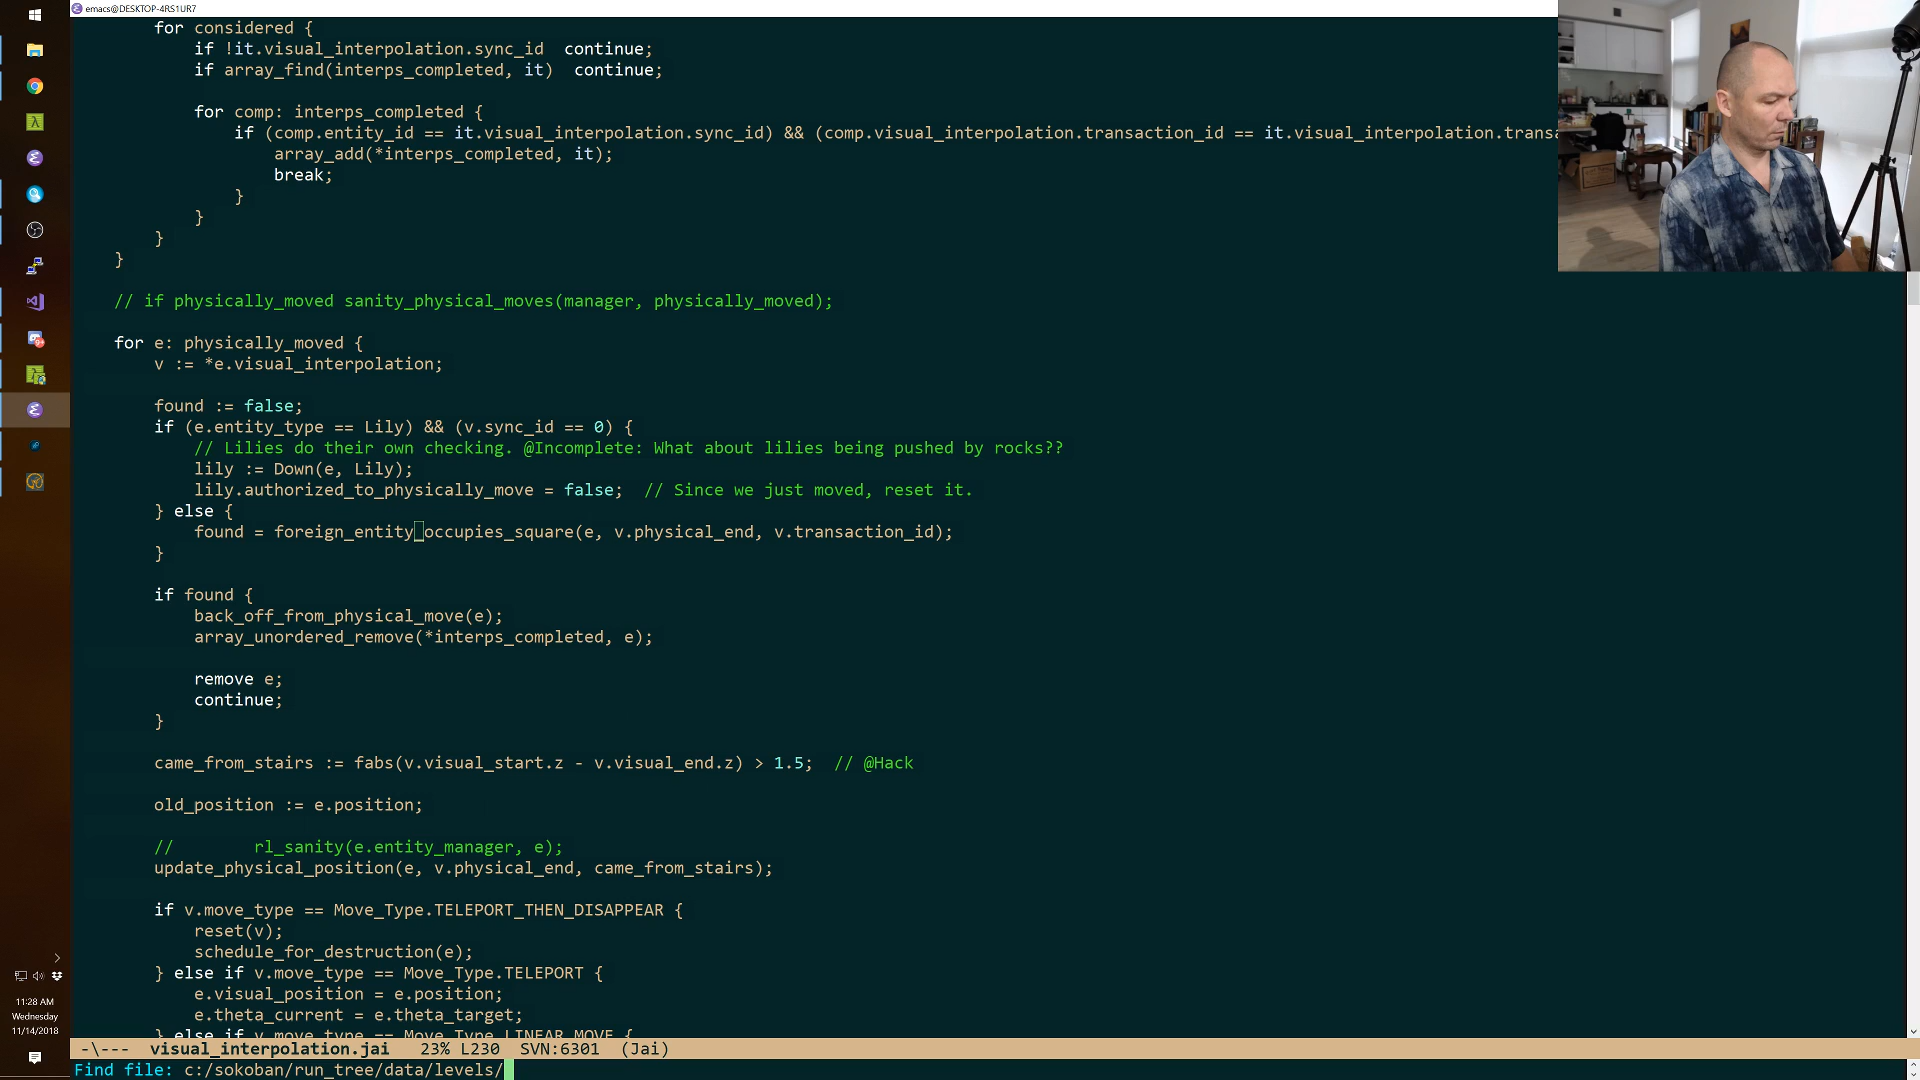 emacs@DESKTOP-4RS1UR7
for considered {
if !it.visual_interpolation.sync_id  continue;
if array_find(interps_completed, it)  continue;
for comp: interps_completed {
if (comp.entity_id == it.visual_interpolation.sync_id) && (comp.visual_interpolation.transaction_id == it.visual_interpolation.transa
array_add(*interps_completed, it);
break;
}
}
}
}
// if physically_moved sanity_physical_moves(manager, physically_moved);
for e: physically_moved {
v := *e.visual_interpolation;
found := false;
if (e.entity_type == Lily) && (v.sync_id == 0) {
// Lilies do their own checking. @Incomplete: What about lilies being pushed by rocks??
lily := Down(e, Lily);
lily.authorized_to_physically_move = false;  // Since we just moved, reset it.
} else {
found = foreign_entity_occupies_square(e, v.physical_end, v.transaction_id);
}
if found {
back_off_from_physical_move(e);
array_unordered_remove(*interps_completed, e);
remove e;
continue;
}
came_from_stairs := fabs(v.visual_start.z - v.visual_end.z) > 1.5;  // @Hack
old_position := e.position;
//        rl_sanity(e.entity_manager, e);
update_physical_position(e, v.physical_end, came_from_stairs);
if v.move_type == Move_Type.TELEPORT_THEN_DISAPPEAR {
reset(v);
schedule_for_destruction(e);
} else if v.move_type == Move_Type.TELEPORT {
e.visual_position = e.position;
e.theta_current = e.theta_target;
} else if v.move_type == Move_Type.LINEAR_MOVE {
-\---  visual_interpolation.jai   23% L230  SVN:6301  (Jai)
Find file: c:/sokoban/run_tree/data/levels/
11:28 AM
Wednesday
11/14/2018